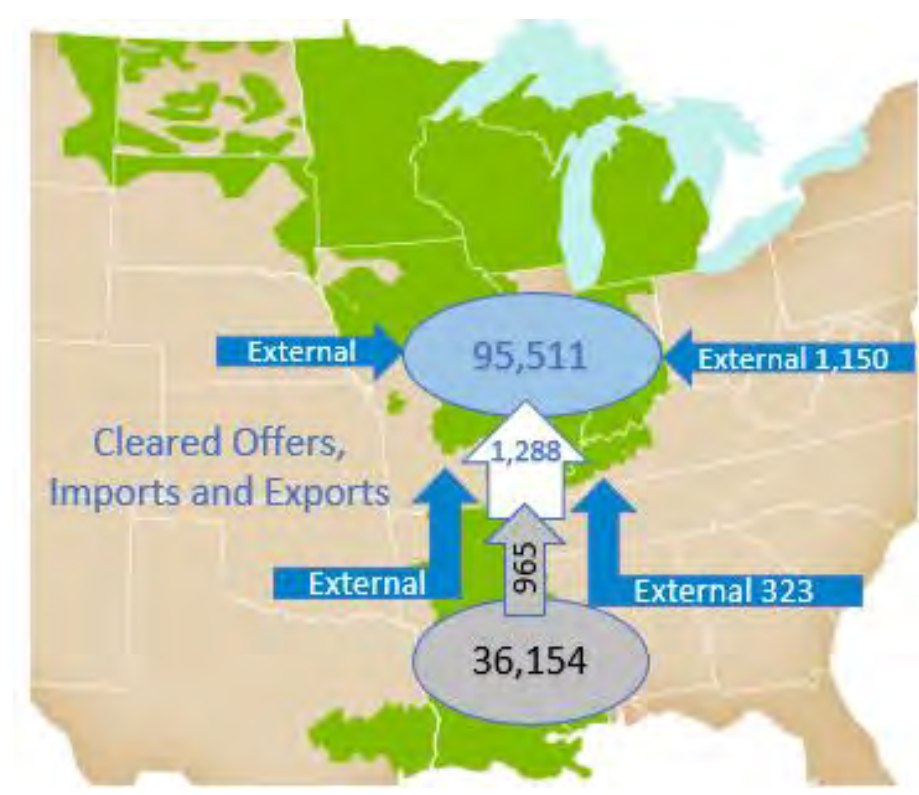 External
95,511
External 1,150
Cleared Offers,
Imports and Exports
1,288
965
External
External 323
36,154